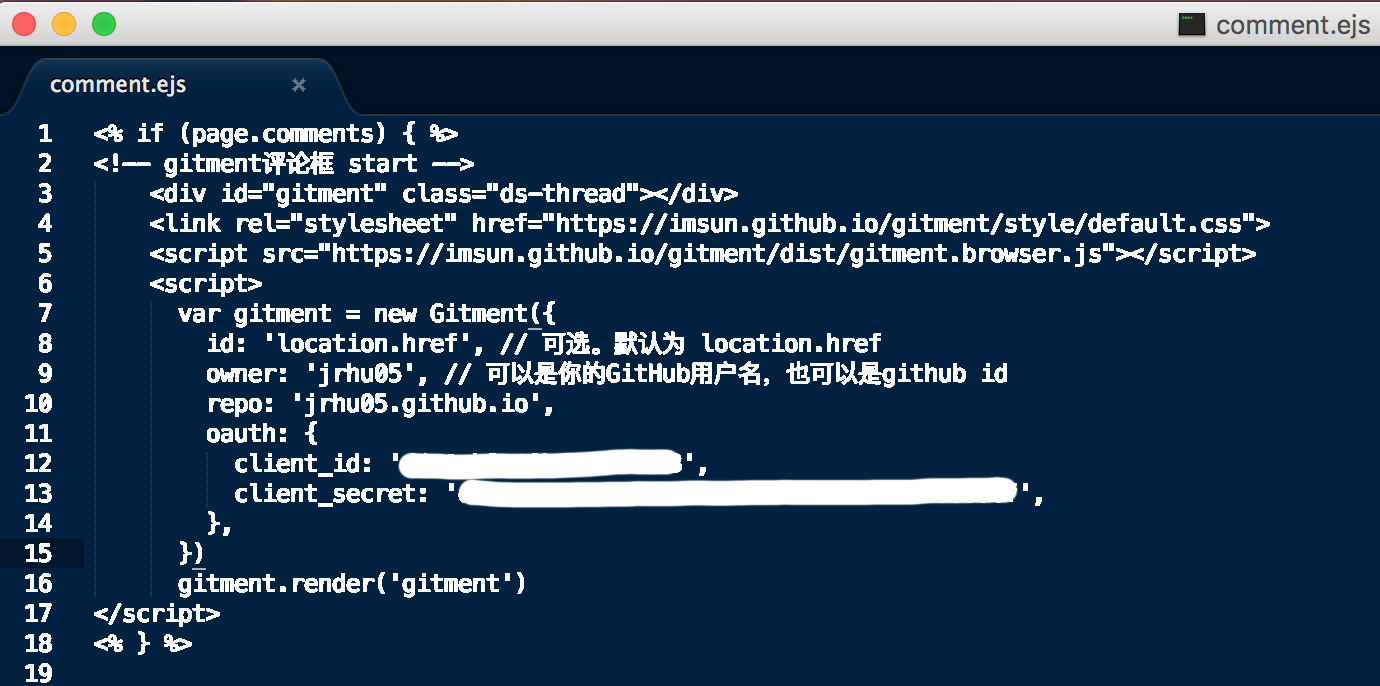 comment.ejs
comment.ejs ×
1 <% if (page.comments) { %>
2 <!-- gitment评论框 start -->
3 <div id="gitment" class="ds-thread"></div>
4 <link rel="stylesheet" href="https://imsun.github.io/gitment/style/default.css">
5 <script src="https://imsun.github.io/gitment/dist/gitment.browser.js"></script>
6 <script>
7 var gitment = new Gitment({
8 id: 'location.href', // 可选。默认为 location.href
9 owner: 'jrhu05', // 可以是你的GitHub用户名，也可以是github id
10 repo: 'jrhu05.github.io',
11 oauth: {
12 client_id: '',
13 client_secret: '',
14 },
15 })
16 gitment.render('gitment')
17 </script>
18 <% } %>
19